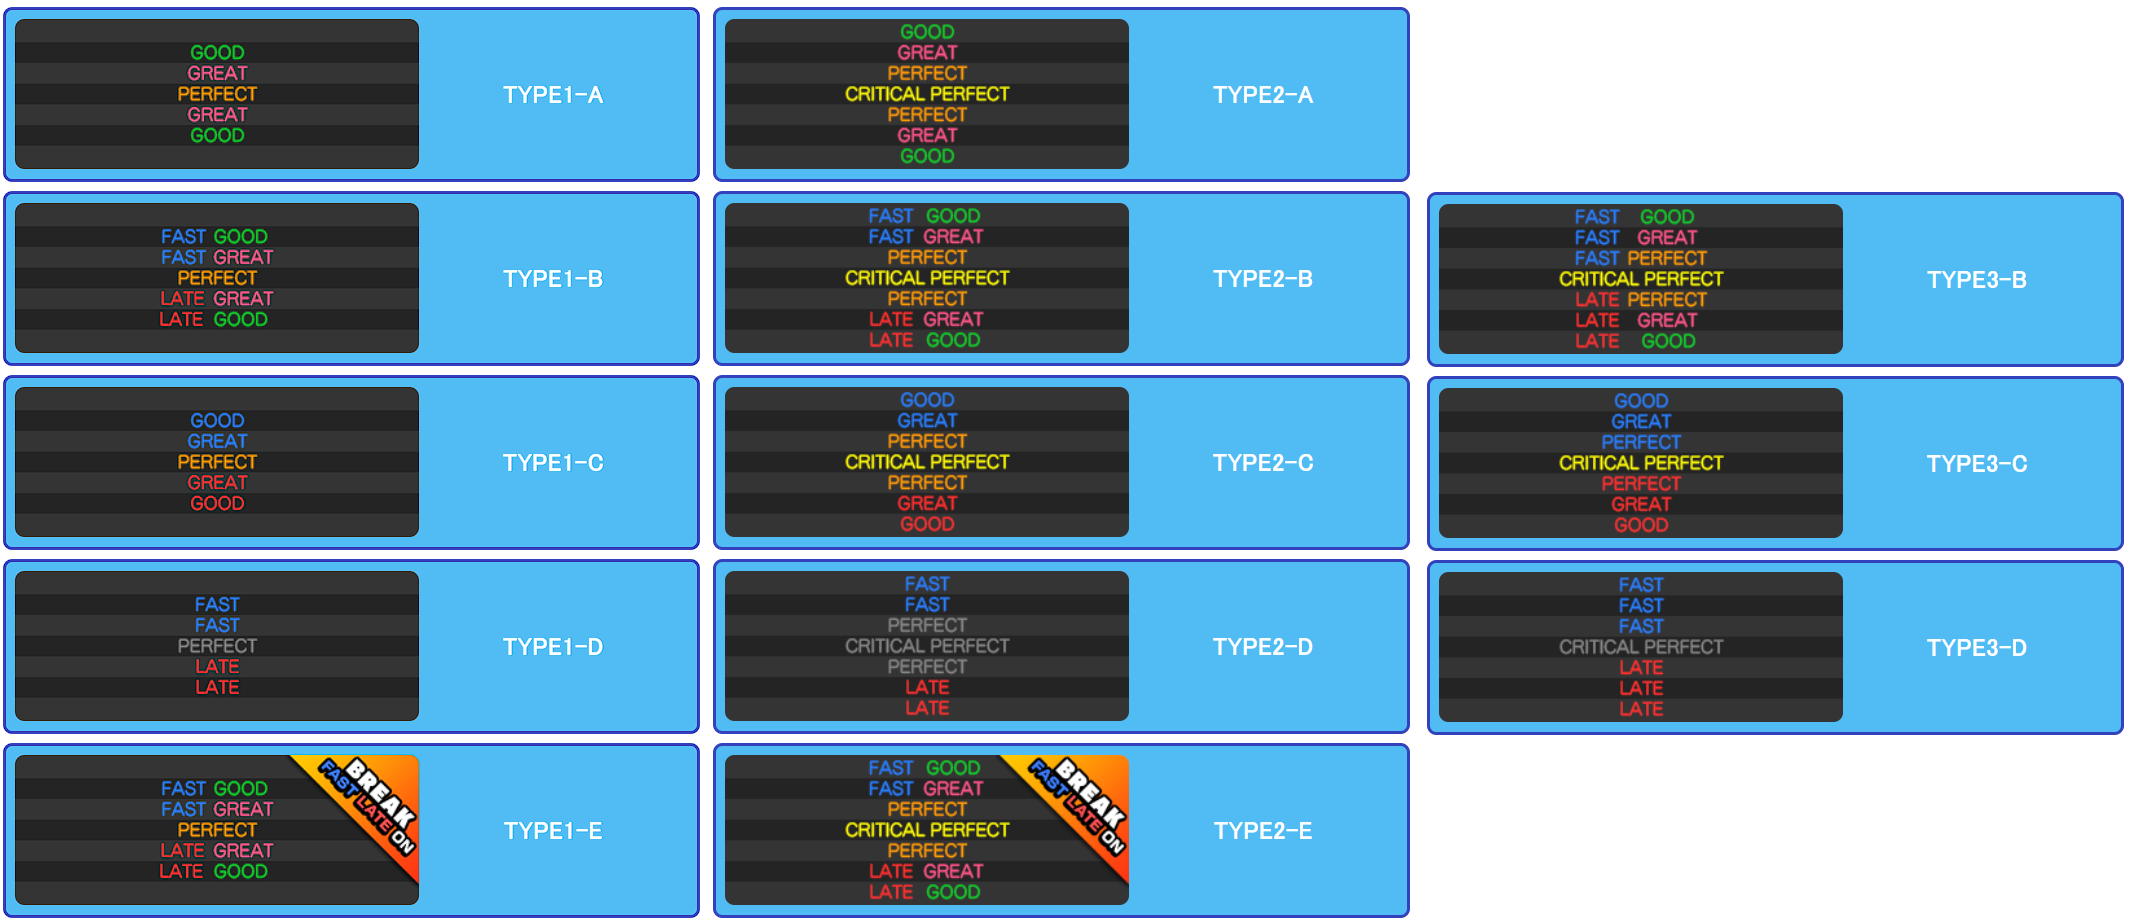 GOOD
GREAT
PERFECT
GREAT
GOOD
TYPE1-A
GOOD
GREAT
PERFECT
CRITICAL PERFECT
PERFECT
GREAT
GOOD
TYPE2-A
FAST GOOD
FAST GREAT
PERFECT
LATE GREAT
LATE GOOD
TYPE1-B
FAST GOOD
FAST GREAT
PERFECT
CRITICAL PERFECT
PERFECT
LATE GREAT
LATE GOOD
TYPE2-B
FAST GOOD
FAST GREAT
FAST PERFECT
CRITICAL PERFECT
LATE PERFECT
LATE GREAT
LATE GOOD
TYPE3-B
GOOD
GREAT
PERFECT
GREAT
GOOD
TYPE1-C
GOOD
GREAT
PERFECT
CRITICAL PERFECT
PERFECT
GREAT
GOOD
TYPE2-C
GOOD
GREAT
PERFECT
CRITICAL PERFECT
PERFECT
GREAT
GOOD
TYPE3-C
FAST
FAST
PERFECT
LATE
LATE
TYPE1-D
FAST
FAST
PERFECT
CRITICAL PERFECT
PERFECT
LATE
LATE
TYPE2-D
FAST
FAST
FAST
CRITICAL PERFECT
LATE
LATE
LATE
TYPE3-D
FAST GOOD
FAST GREAT
PERFECT
LATE GREAT
LATE GOOD
BREAK
FAST LATE ON
TYPE1-E
FAST GOOD
FAST GREAT
PERFECT
CRITICAL PERFECT
PERFECT
LATE GREAT
LATE GOOD
BREAK
FAST LATE ON
TYPE2-E